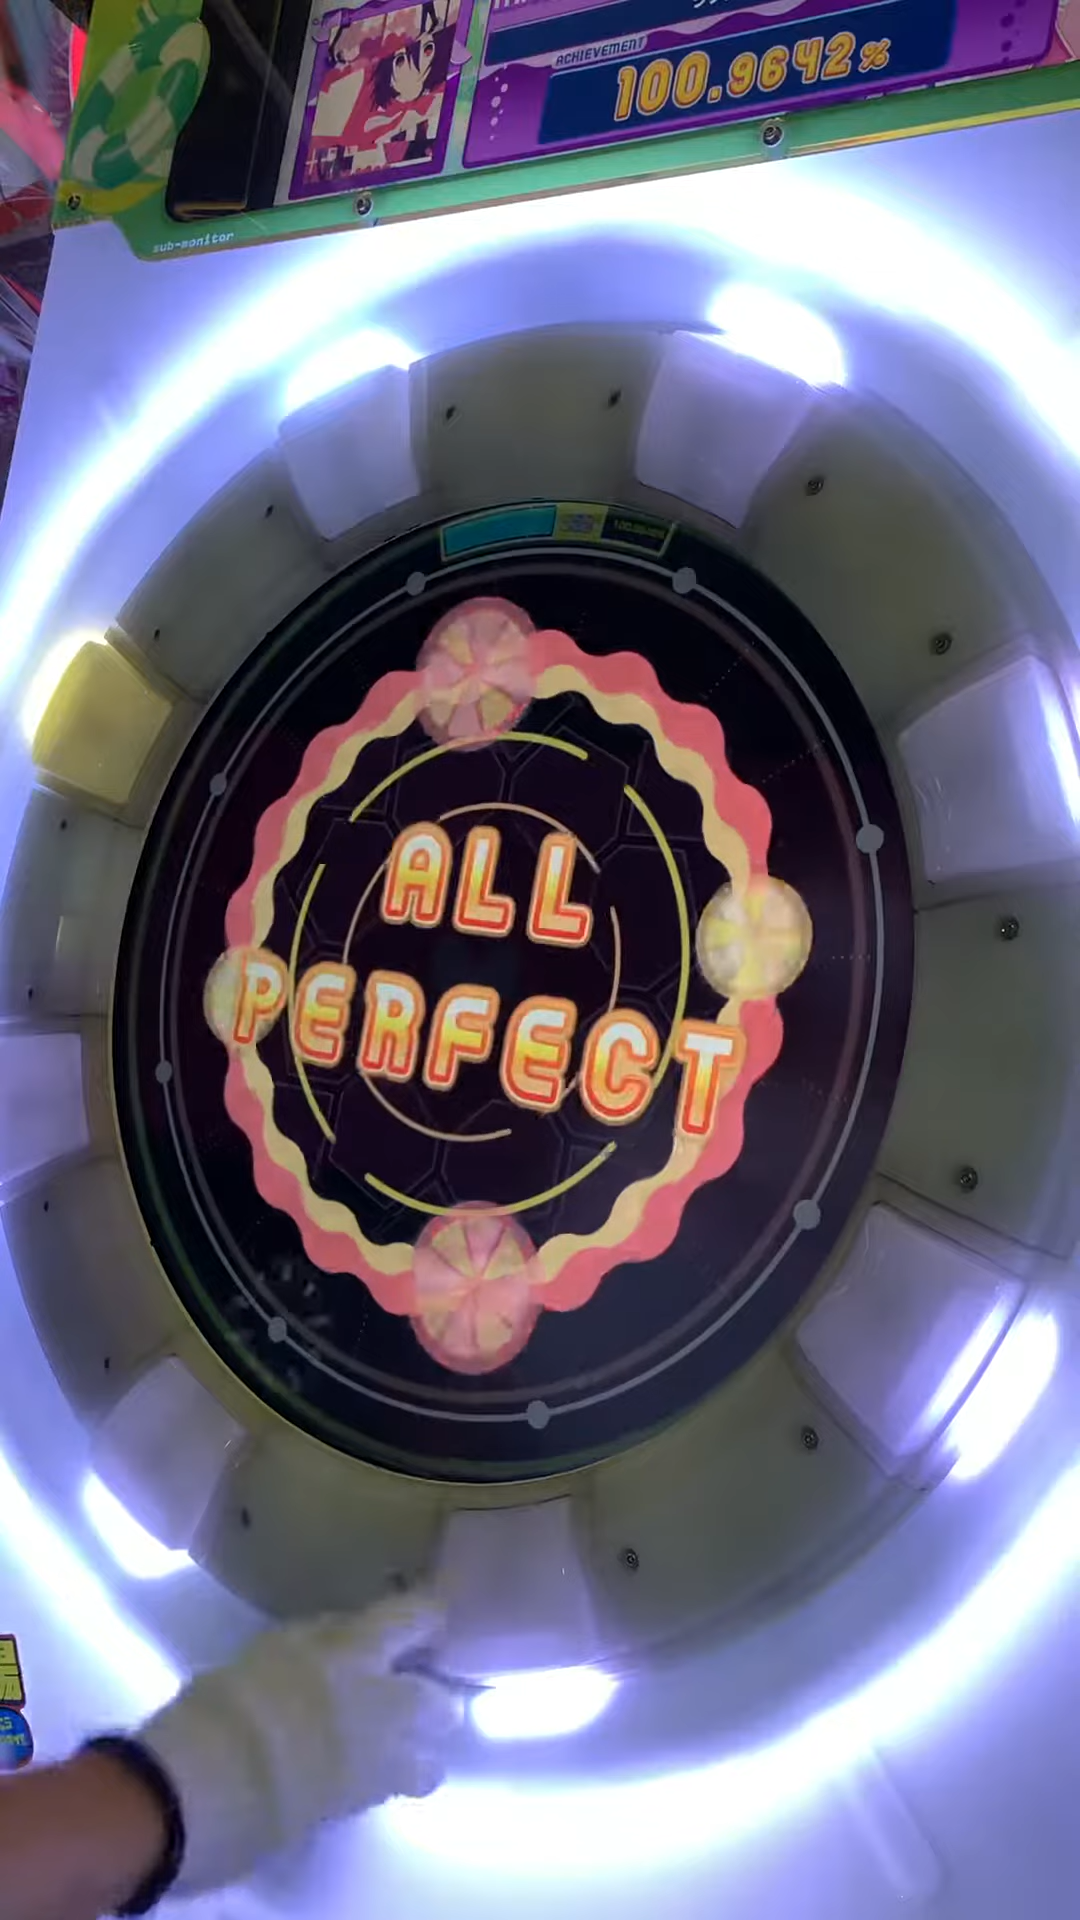 ACHIEVEMENT
100.9642%
sub-monitor
ALL
PERFECT